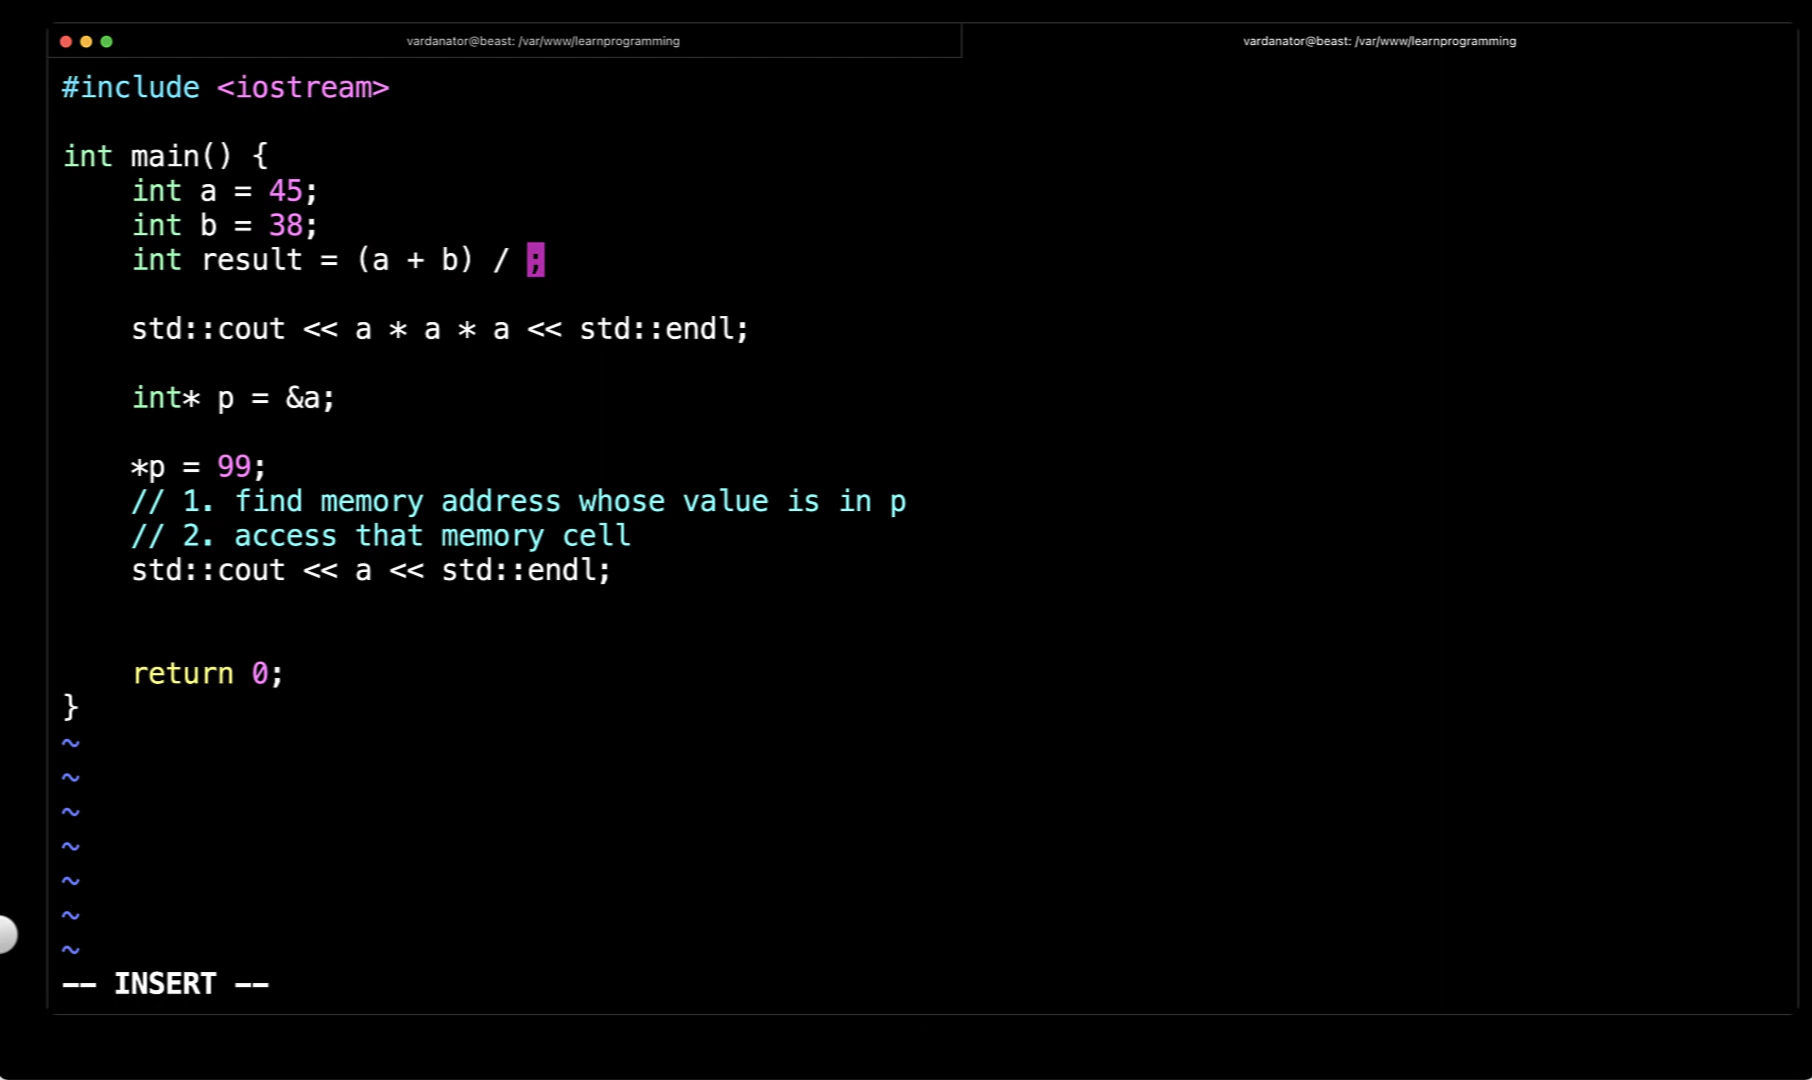 vardanator@beast: /var/www/learnprogramming
vardanator@beast: /var/www/learnprogramming
#include <iostream>
int main() {
    int a = 45;
    int b = 38;
    int result = (a + b) / ;
    std::cout << a * a * a << std::endl;
    int* p = &a;
    *p = 99;
    // 1. find memory address whose value is in p
    // 2. access that memory cell
    std::cout << a << std::endl;
    return 0;
}
~
~
~
~
~
~
~
-- INSERT --